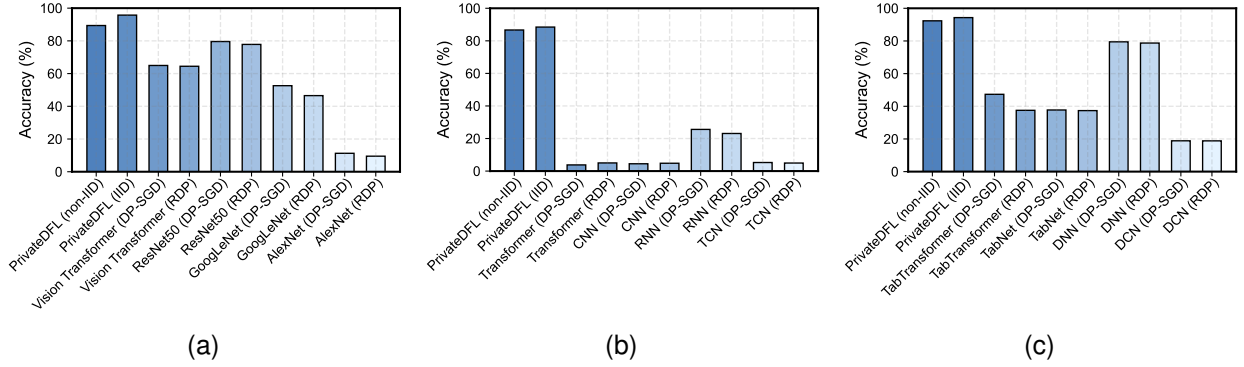 Accuracy (%)
100
80
60
40
20
0
PrivateDFL (non-IID)
PrivateDFL (IID)
Vision Transformer (DP-SGD)
Vision Transformer (RDP)
ResNet50 (DP-SGD)
ResNet50 (RDP)
GoogLeNet (DP-SGD)
GoogLeNet (RDP)
AlexNet (DP-SGD)
AlexNet (RDP)
(a)
Accuracy (%)
100
80
60
40
20
0
PrivateDFL (non-IID)
PrivateDFL (IID)
Transformer (DP-SGD)
Transformer (RDP)
CNN (DP-SGD)
CNN (RDP)
RNN (DP-SGD)
RNN (RDP)
TCN (DP-SGD)
TCN (RDP)
(b)
Accuracy (%)
100
80
60
40
20
0
PrivateDFL (non-IID)
PrivateDFL (IID)
TabTransformer (DP-SGD)
TabTransformer (RDP)
TabNet (DP-SGD)
TabNet (RDP)
DNN (DP-SGD)
DNN (RDP)
DCN (DP-SGD)
DCN (RDP)
(c)